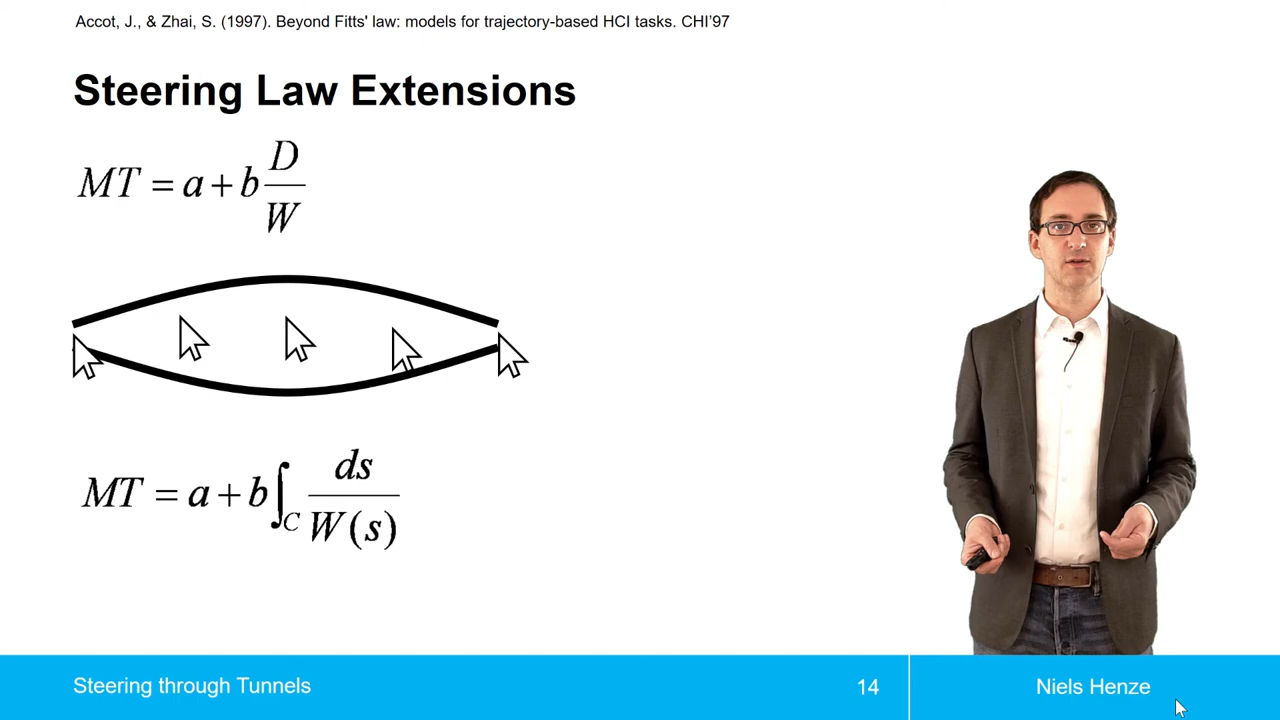 Accot, J., & Zhai, S. (1997). Beyond Fitts' law: models for trajectory-based HCI tasks. CHI'97
Steering Law Extensions
MT = a + b D/W
MT = a + b ∫_C ds/W(s)
Steering through Tunnels
14
Niels Henze